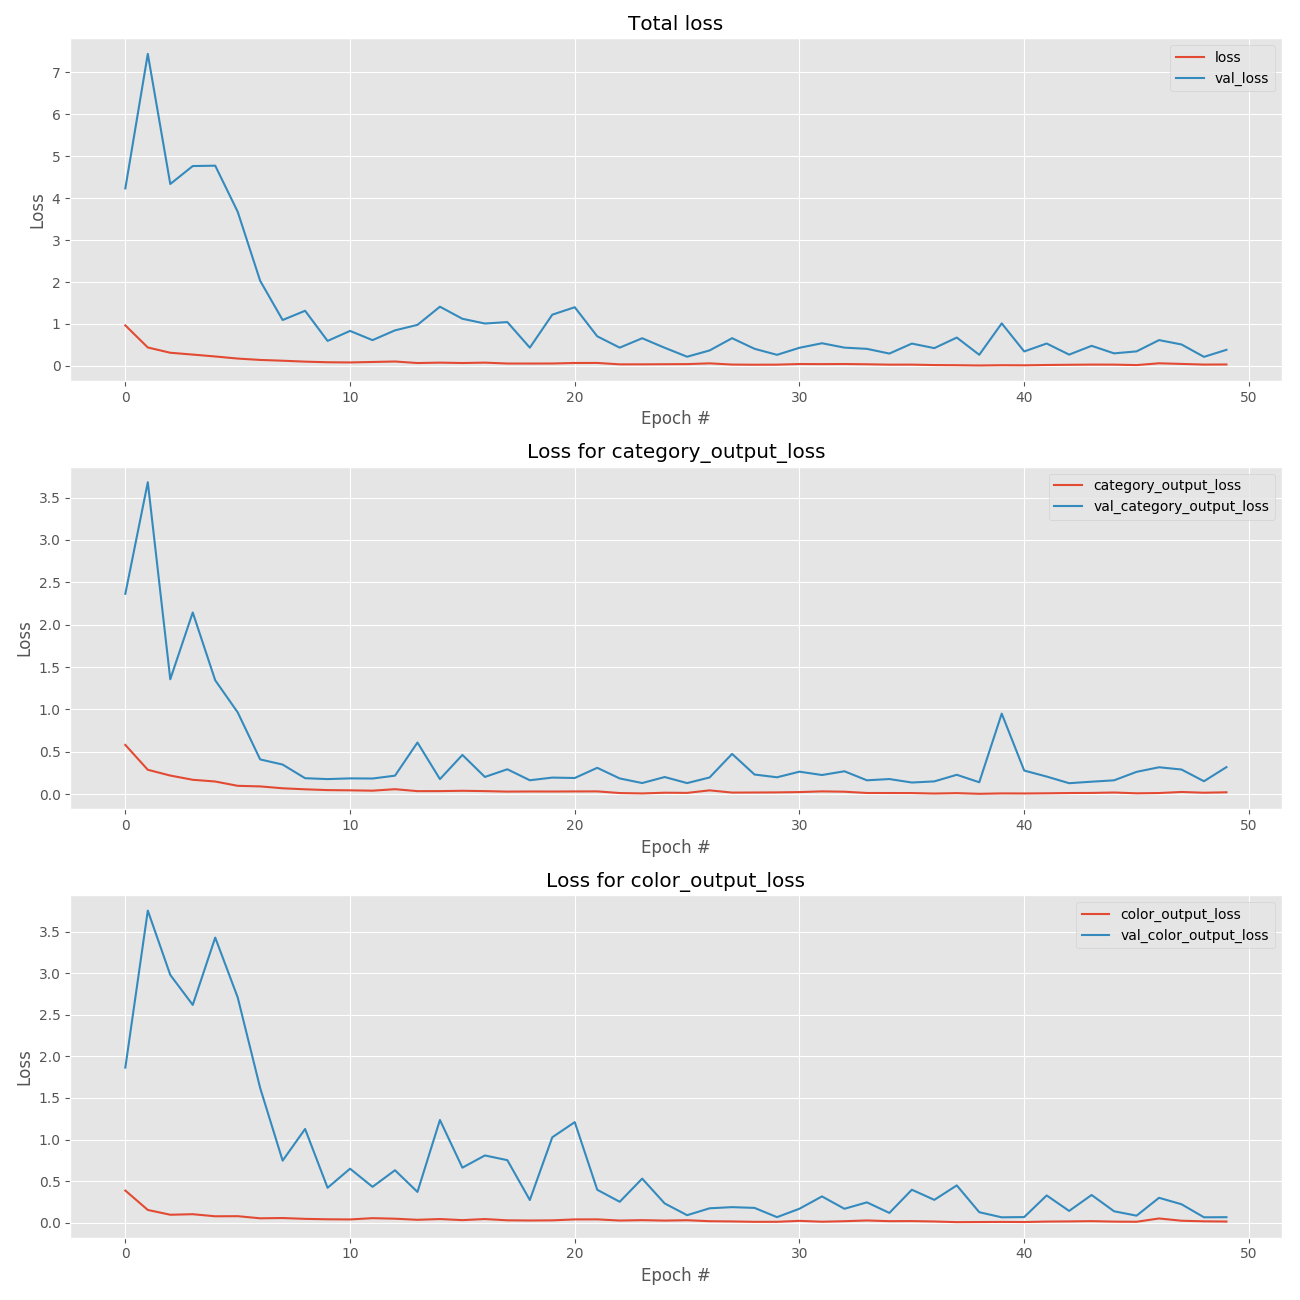 Total loss
loss
val_loss
7
6
5
4
3
2
1
0
Loss
0 10 20 30 40 50
Epoch #
Loss for category_output_loss
category_output_loss
val_category_output_loss
3.5
3.0
2.5
2.0
1.5
1.0
0.5
0.0
Loss
0 10 20 30 40 50
Epoch #
Loss for color_output_loss
color_output_loss
val_color_output_loss
3.5
3.0
2.5
2.0
1.5
1.0
0.5
0.0
Loss
0 10 20 30 40 50
Epoch #